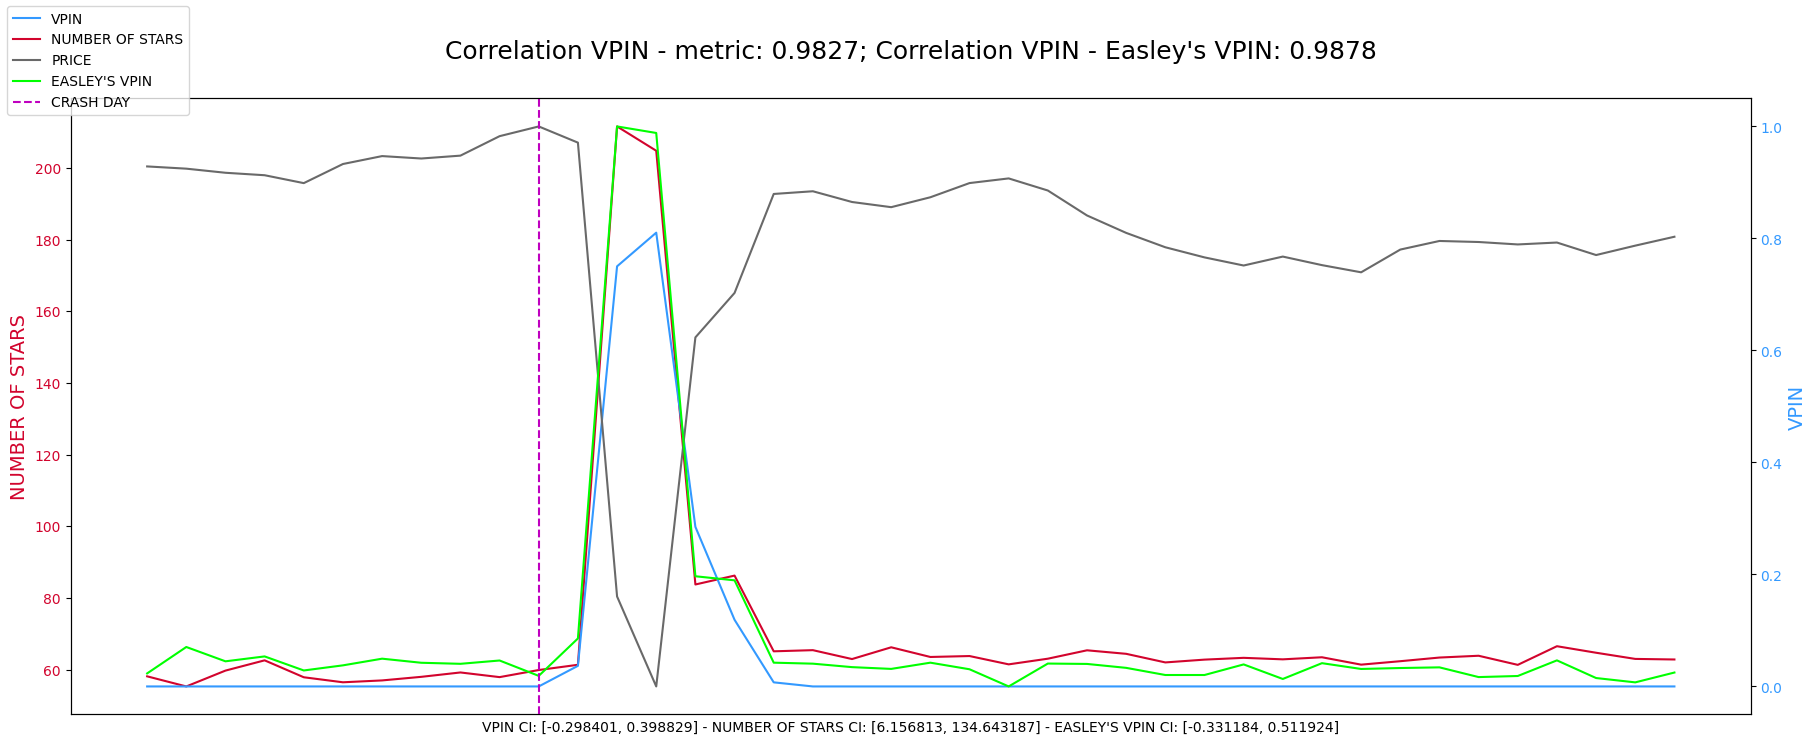 VPIN
NUMBER OF STARS
PRICE
EASLEY'S VPIN
CRASH DAY
Correlation VPIN - metric: 0.9827; Correlation VPIN - Easley's VPIN: 0.9878
NUMBER OF STARS
200
180
160
140
120
100
80
60
1.0
0.8
0.6
0.4
0.2
0.0
VPIN
VPIN CI: [-0.298401, 0.398829] - NUMBER OF STARS CI: [6.156813, 134.643187] - EASLEY'S VPIN CI: [-0.331184, 0.511924]